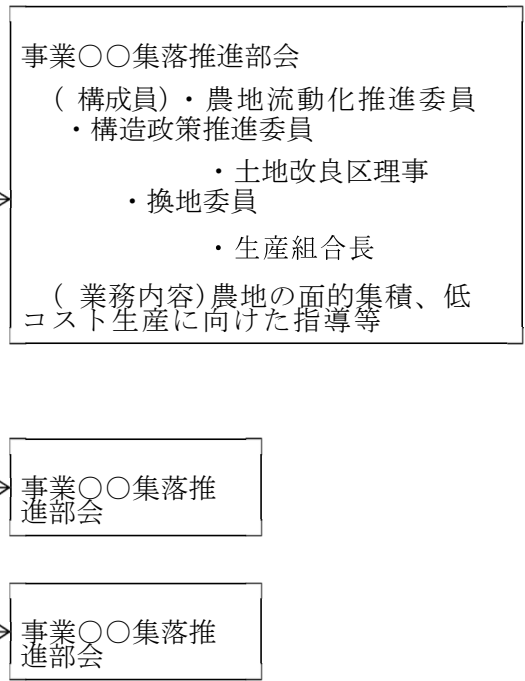 事業○○集落推進部会
( 構成員)・農地流動化推進委員
・構造政策推進委員
・土地改良区理事
・換地委員
・生産組合長
( 業務内容)農地の面的集積、低
コスト生産に向けた指導等
事業○○集落推
進部会
事業○○集落推
進部会